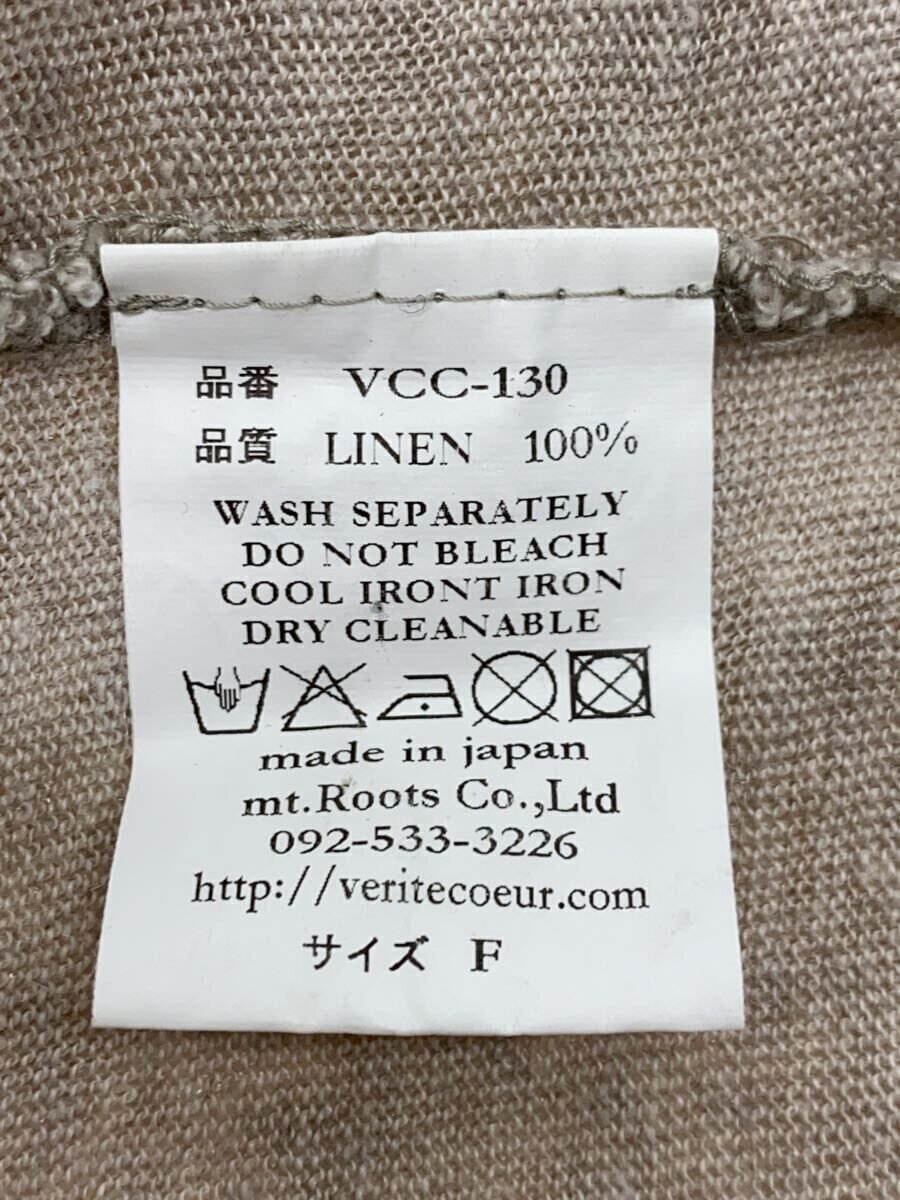 品番 VCC-130
品質 LINEN 100%
WASH SEPARATELY
DO NOT BLEACH
COOL IRONT IRON
DRY CLEANABLE
made in japan
mt.Roots Co.,Ltd
092-533-3226
http://veritecoeur.com
サイズ F